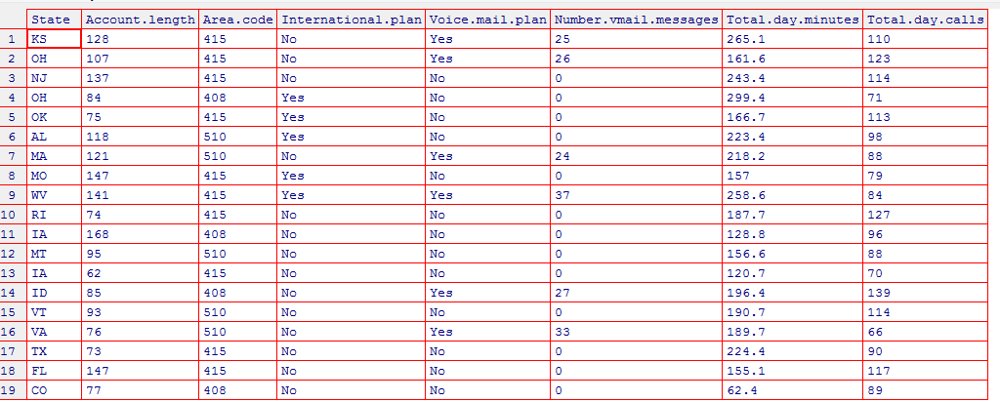 State Account.length Area.code International.plan Voice.mail.plan Number.vmail.messages Total.day.minutes Total.day.calls
1 KS 128 415 No Yes 25 265.1 110
2 OH 107 415 No Yes 26 161.6 123
3 NJ 137 415 No No 0 243.4 114
4 OH 84 408 Yes No 0 299.4 71
5 OK 75 415 Yes No 0 166.7 113
6 AL 118 510 Yes No 0 223.4 98
7 MA 121 510 No Yes 24 218.2 88
8 MO 147 415 Yes No 0 157 79
9 WV 141 415 Yes Yes 37 258.6 84
10 RI 74 415 No No 0 187.7 127
11 IA 168 408 No No 0 128.8 96
12 MT 95 510 No No 0 156.6 88
13 IA 62 415 No No 0 120.7 70
14 ID 85 408 No Yes 27 196.4 139
15 VT 93 510 No No 0 190.7 114
16 VA 76 510 No Yes 33 189.7 66
17 TX 73 415 No No 0 224.4 90
18 FL 147 415 No No 0 155.1 117
19 CO 77 408 No No 0 62.4 89